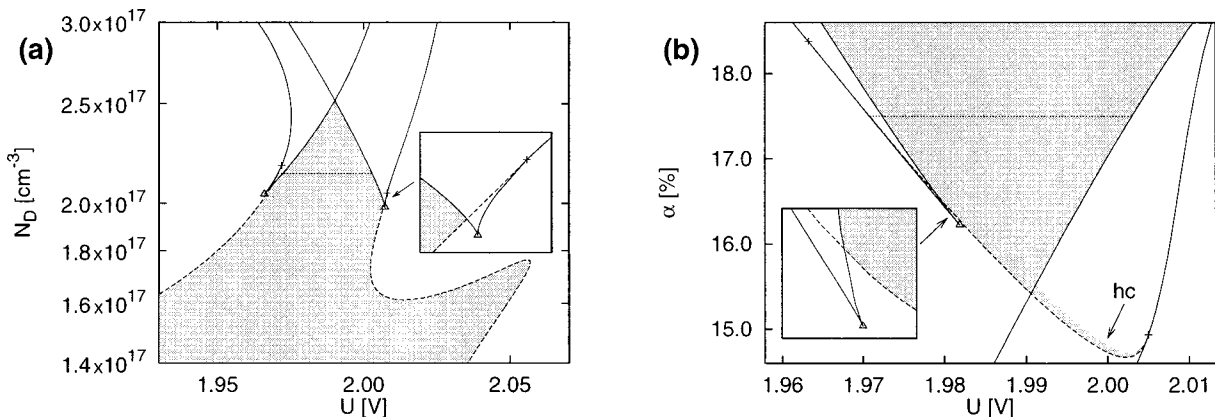 (a)
N_D [cm^-3]
3.0x10^17
2.5x10^17
2.0x10^17
1.8x10^17
1.6x10^17
1.4x10^17
1.95
2.00
2.05
U [V]
(b)
α [%]
18.0
17.0
16.0
15.0
hc
1.96
1.97
1.98
1.99
2.00
2.01
U [V]